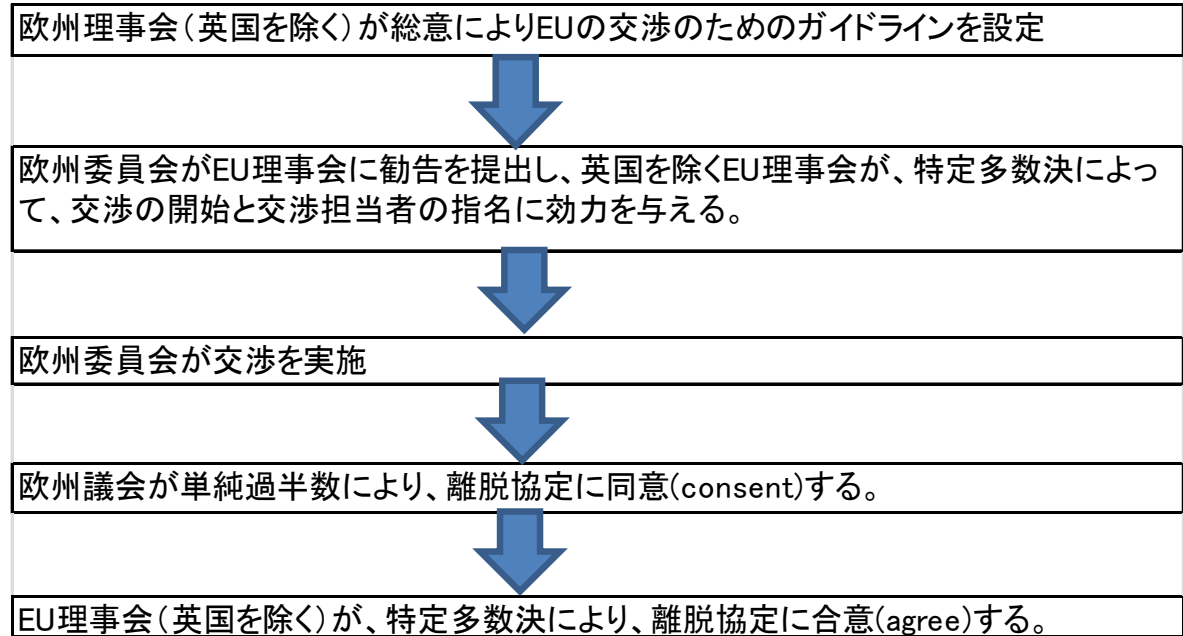 欧州理事会（英国を除く）が総意によりEUの交渉のためのガイドラインを設定
欧州委員会がEU理事会に勧告を提出し、英国を除くEU理事会が、特定多数決によっ
て、交渉の開始と交渉担当者の指名に効力を与える。
欧州委員会が交渉を実施
欧州議会が単純過半数により、離脱協定に同意(consent)する。
EU理事会（英国を除く）が、特定多数決により、離脱協定に合意(agree)する。